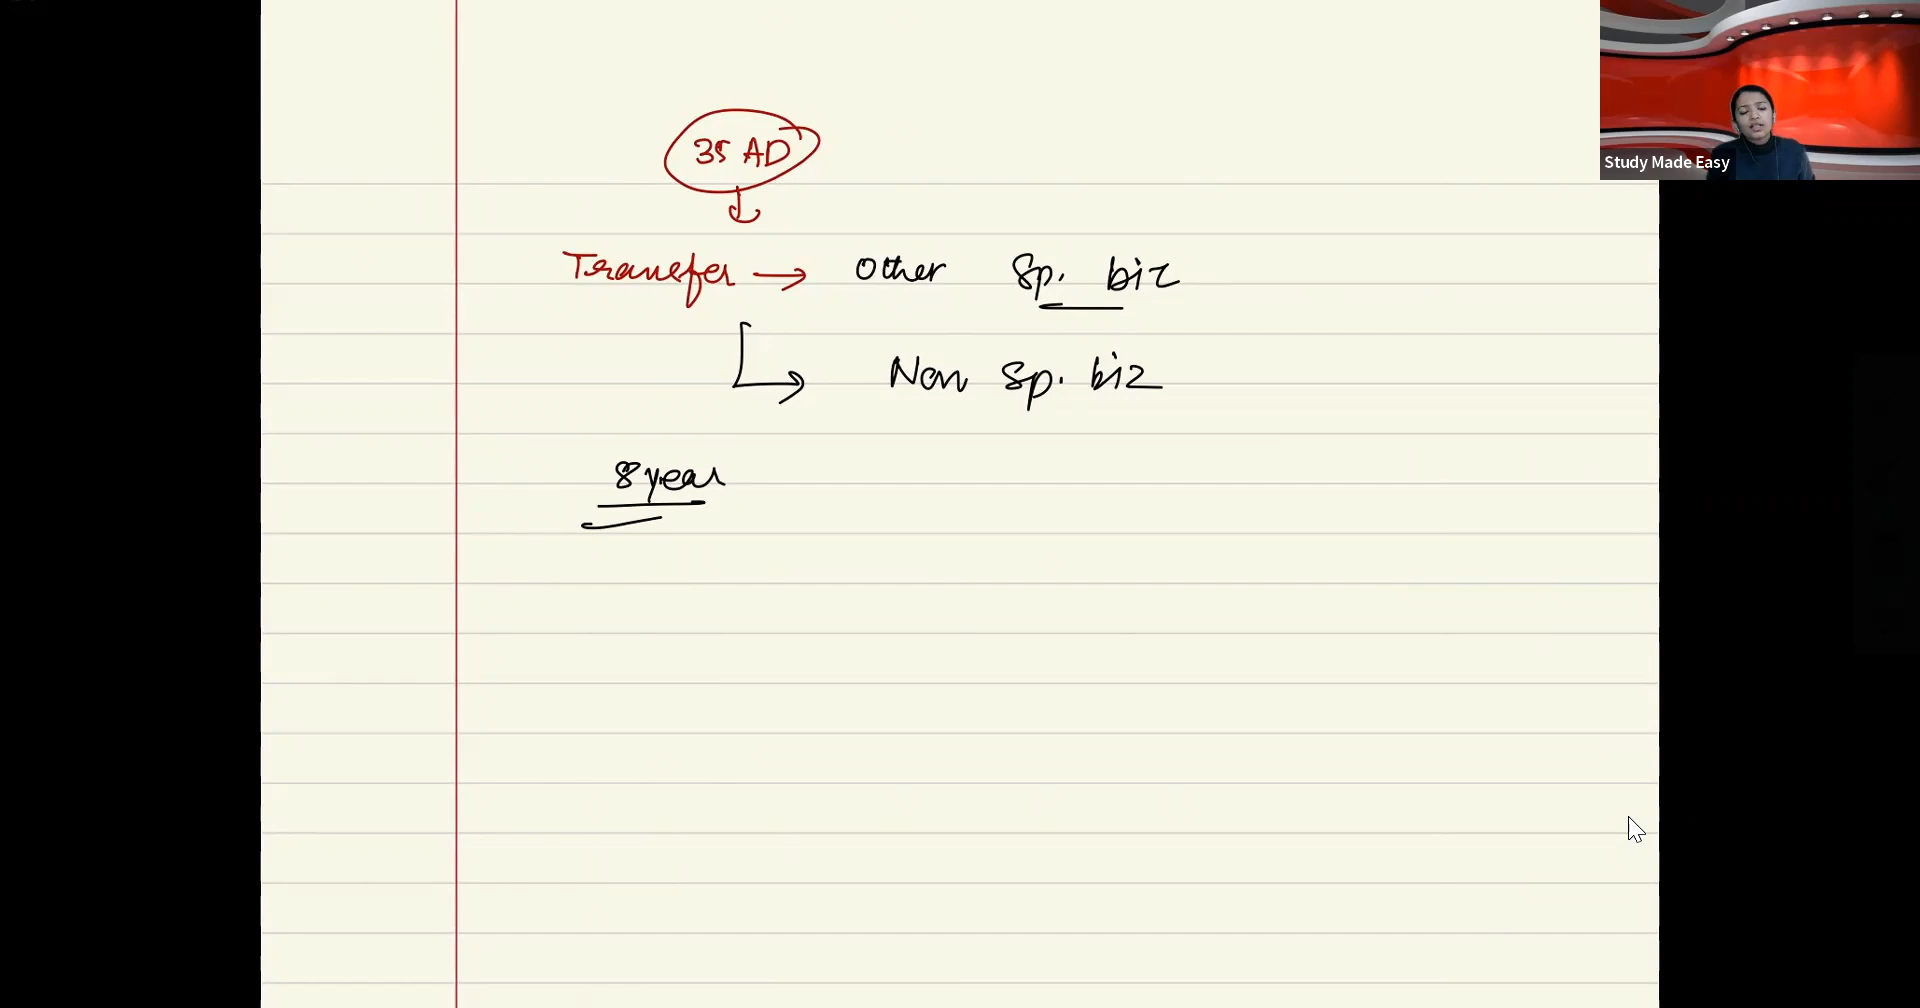 35 AD
Transfer → Other Sp. biz
Non Sp. biz
8 year
Study Made Easy